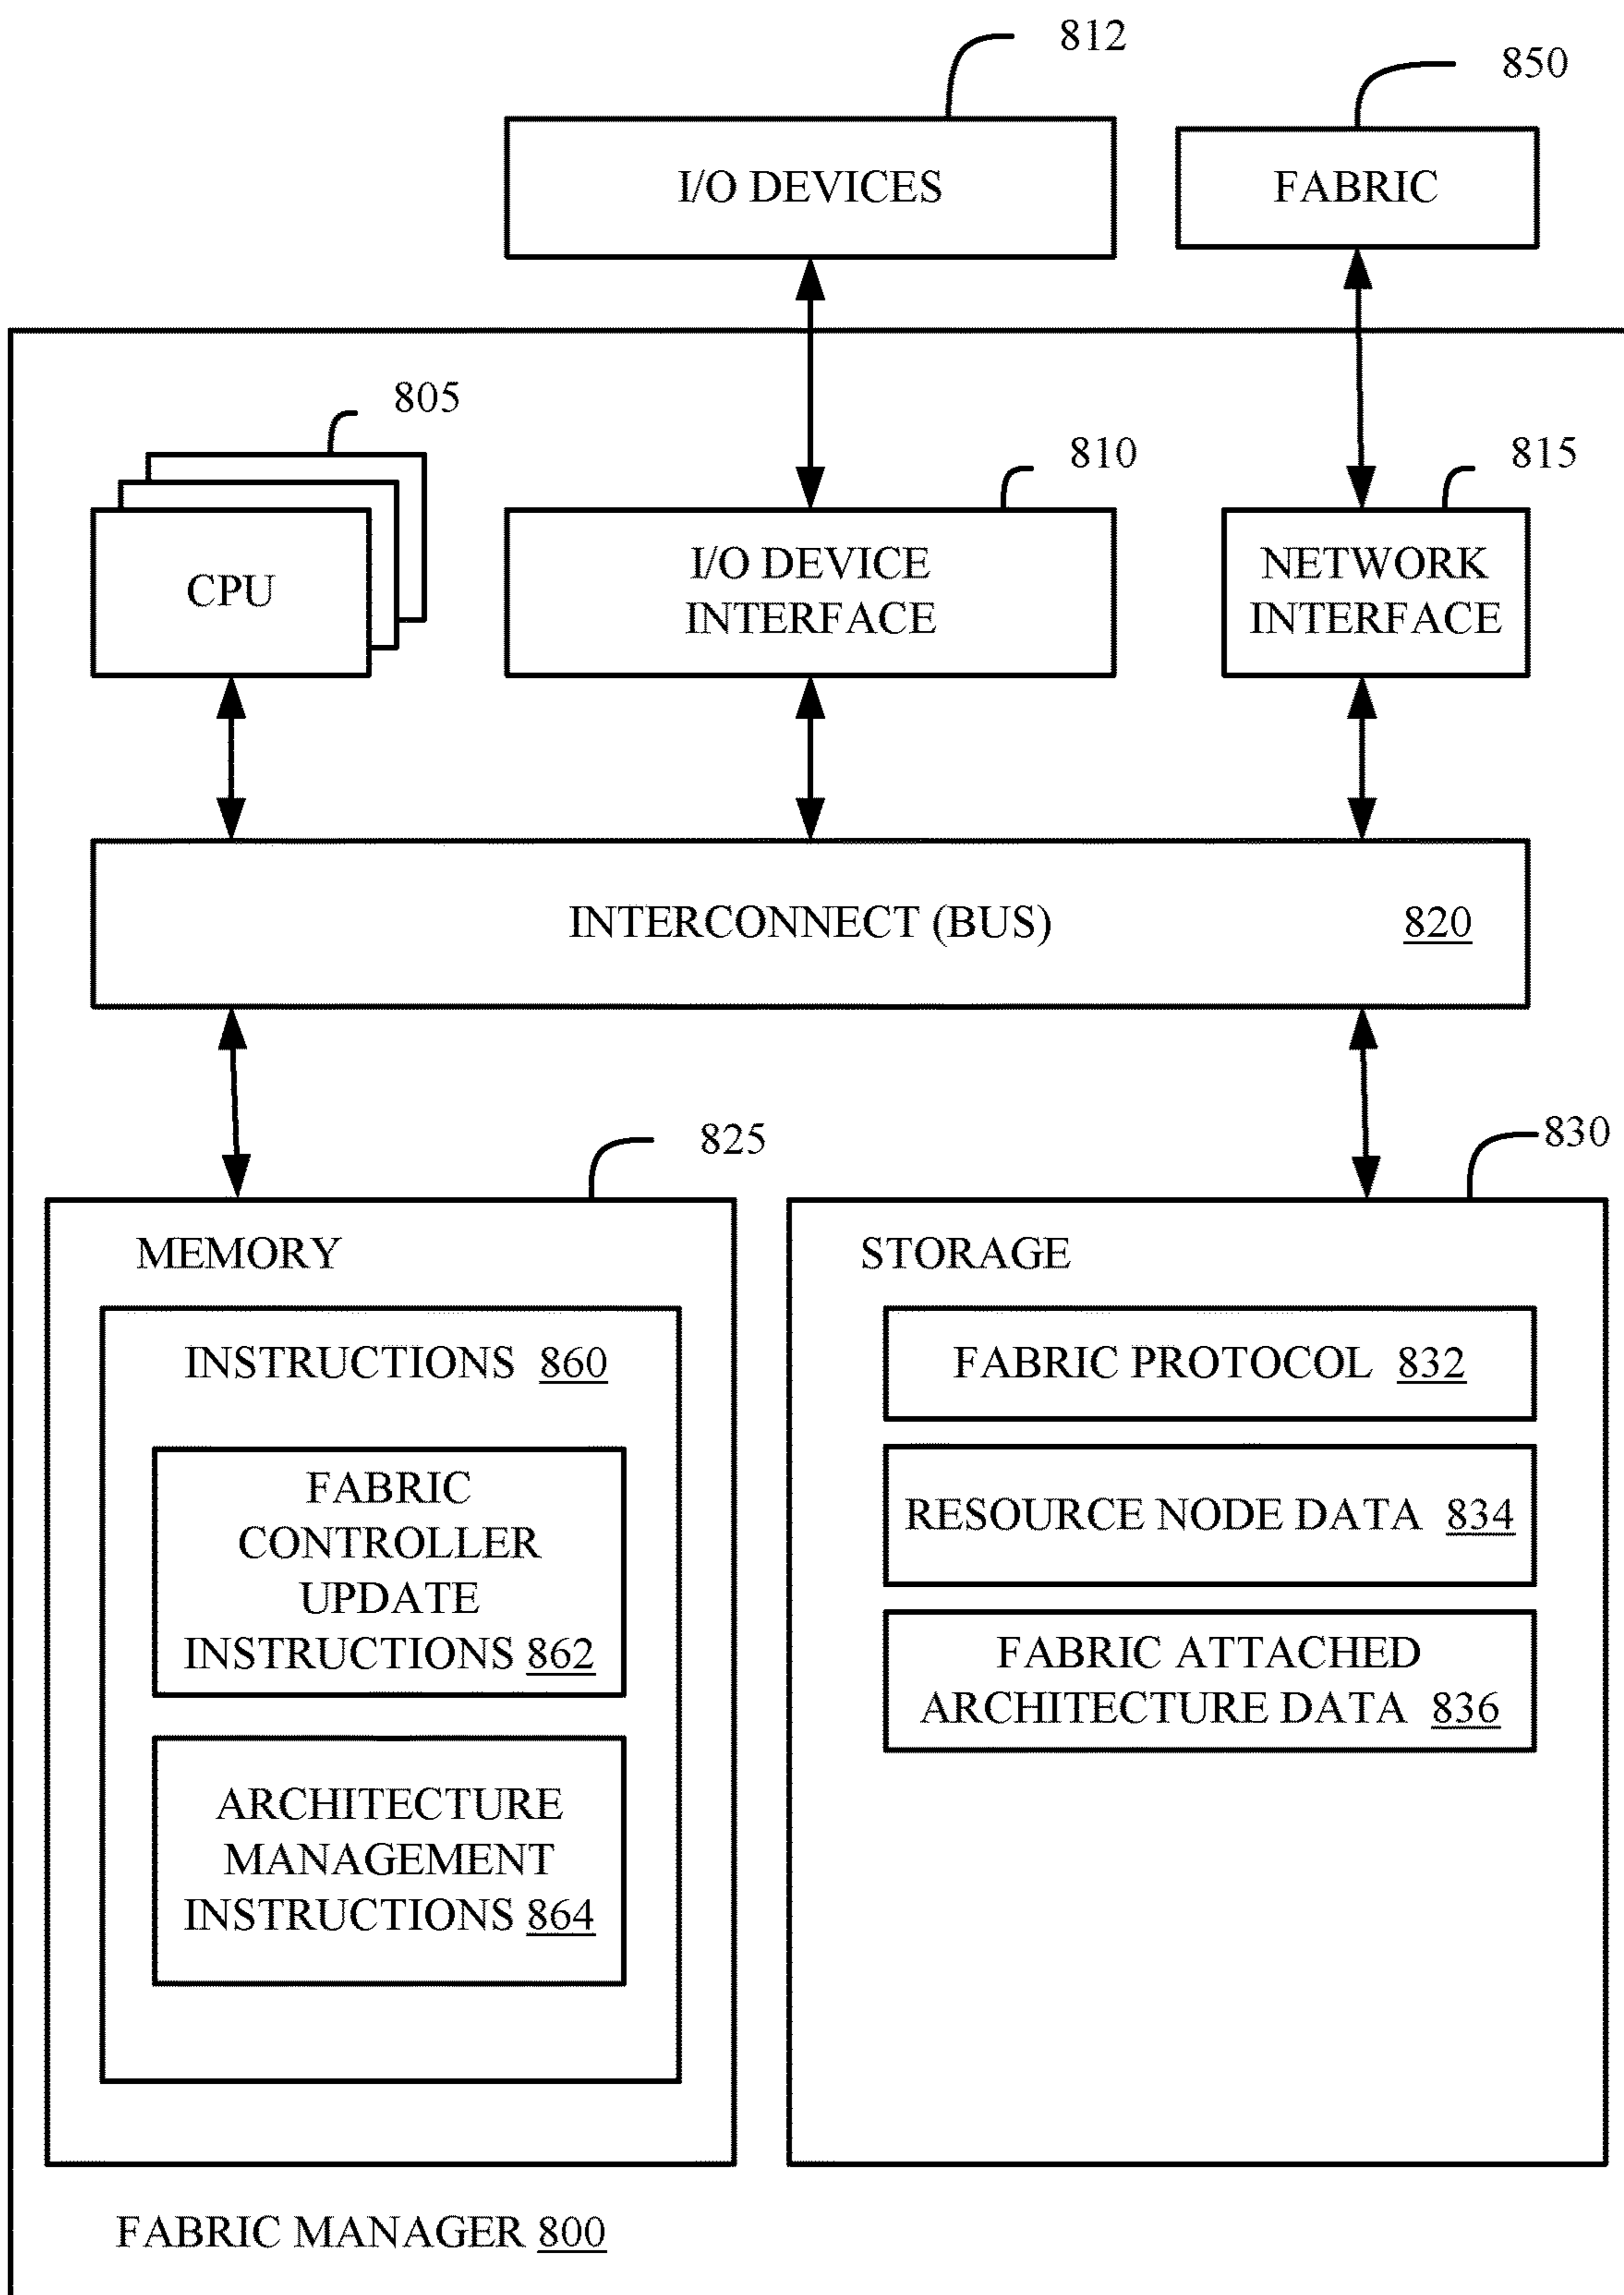 812
850
I/O DEVICES
FABRIC
805
810
815
CPU
I/O DEVICE
INTERFACE
NETWORK
INTERFACE
INTERCONNECT (BUS) 820
825
830
MEMORY
INSTRUCTIONS 860
FABRIC
CONTROLLER
UPDATE
INSTRUCTIONS 862
ARCHITECTURE
MANAGEMENT
INSTRUCTIONS 864
STORAGE
FABRIC PROTOCOL 832
RESOURCE NODE DATA 834
FABRIC ATTACHED
ARCHITECTURE DATA 836
FABRIC MANAGER 800